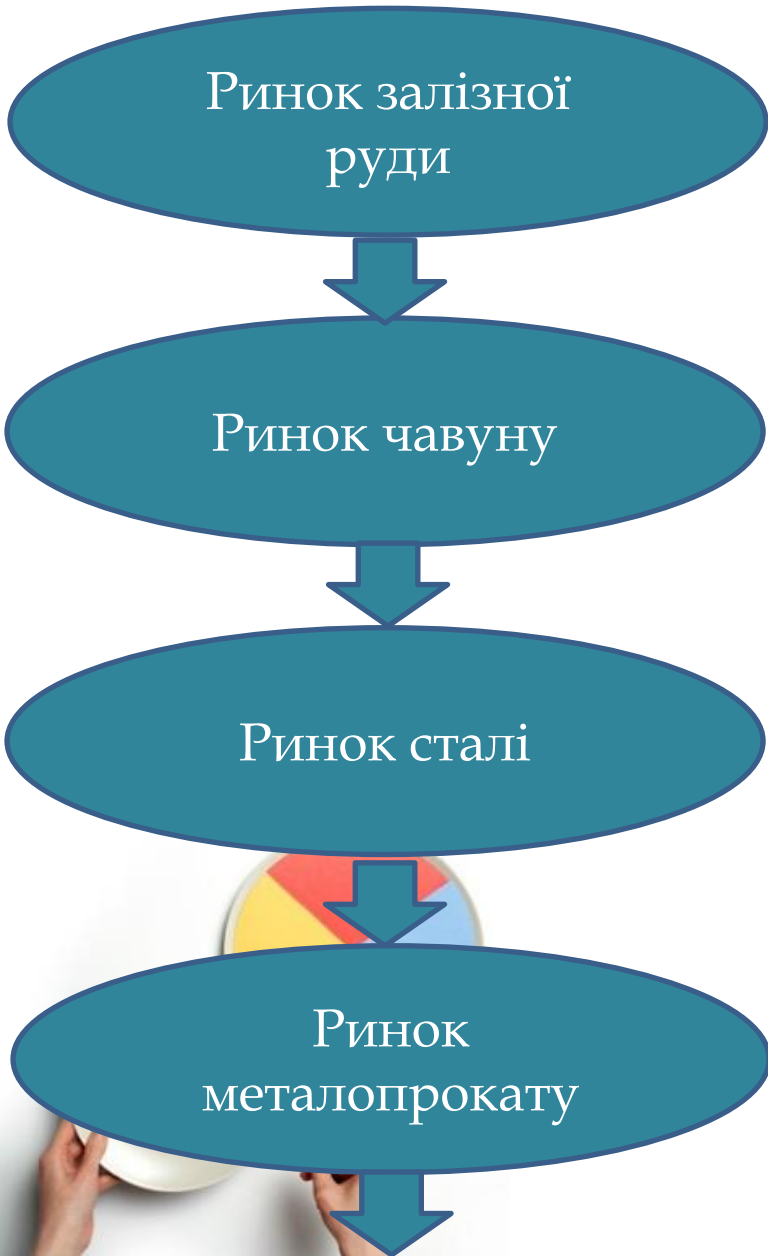 Ринок залізної
руди
Ринок чавуну
Ринок сталі
Ринок
металопрокату